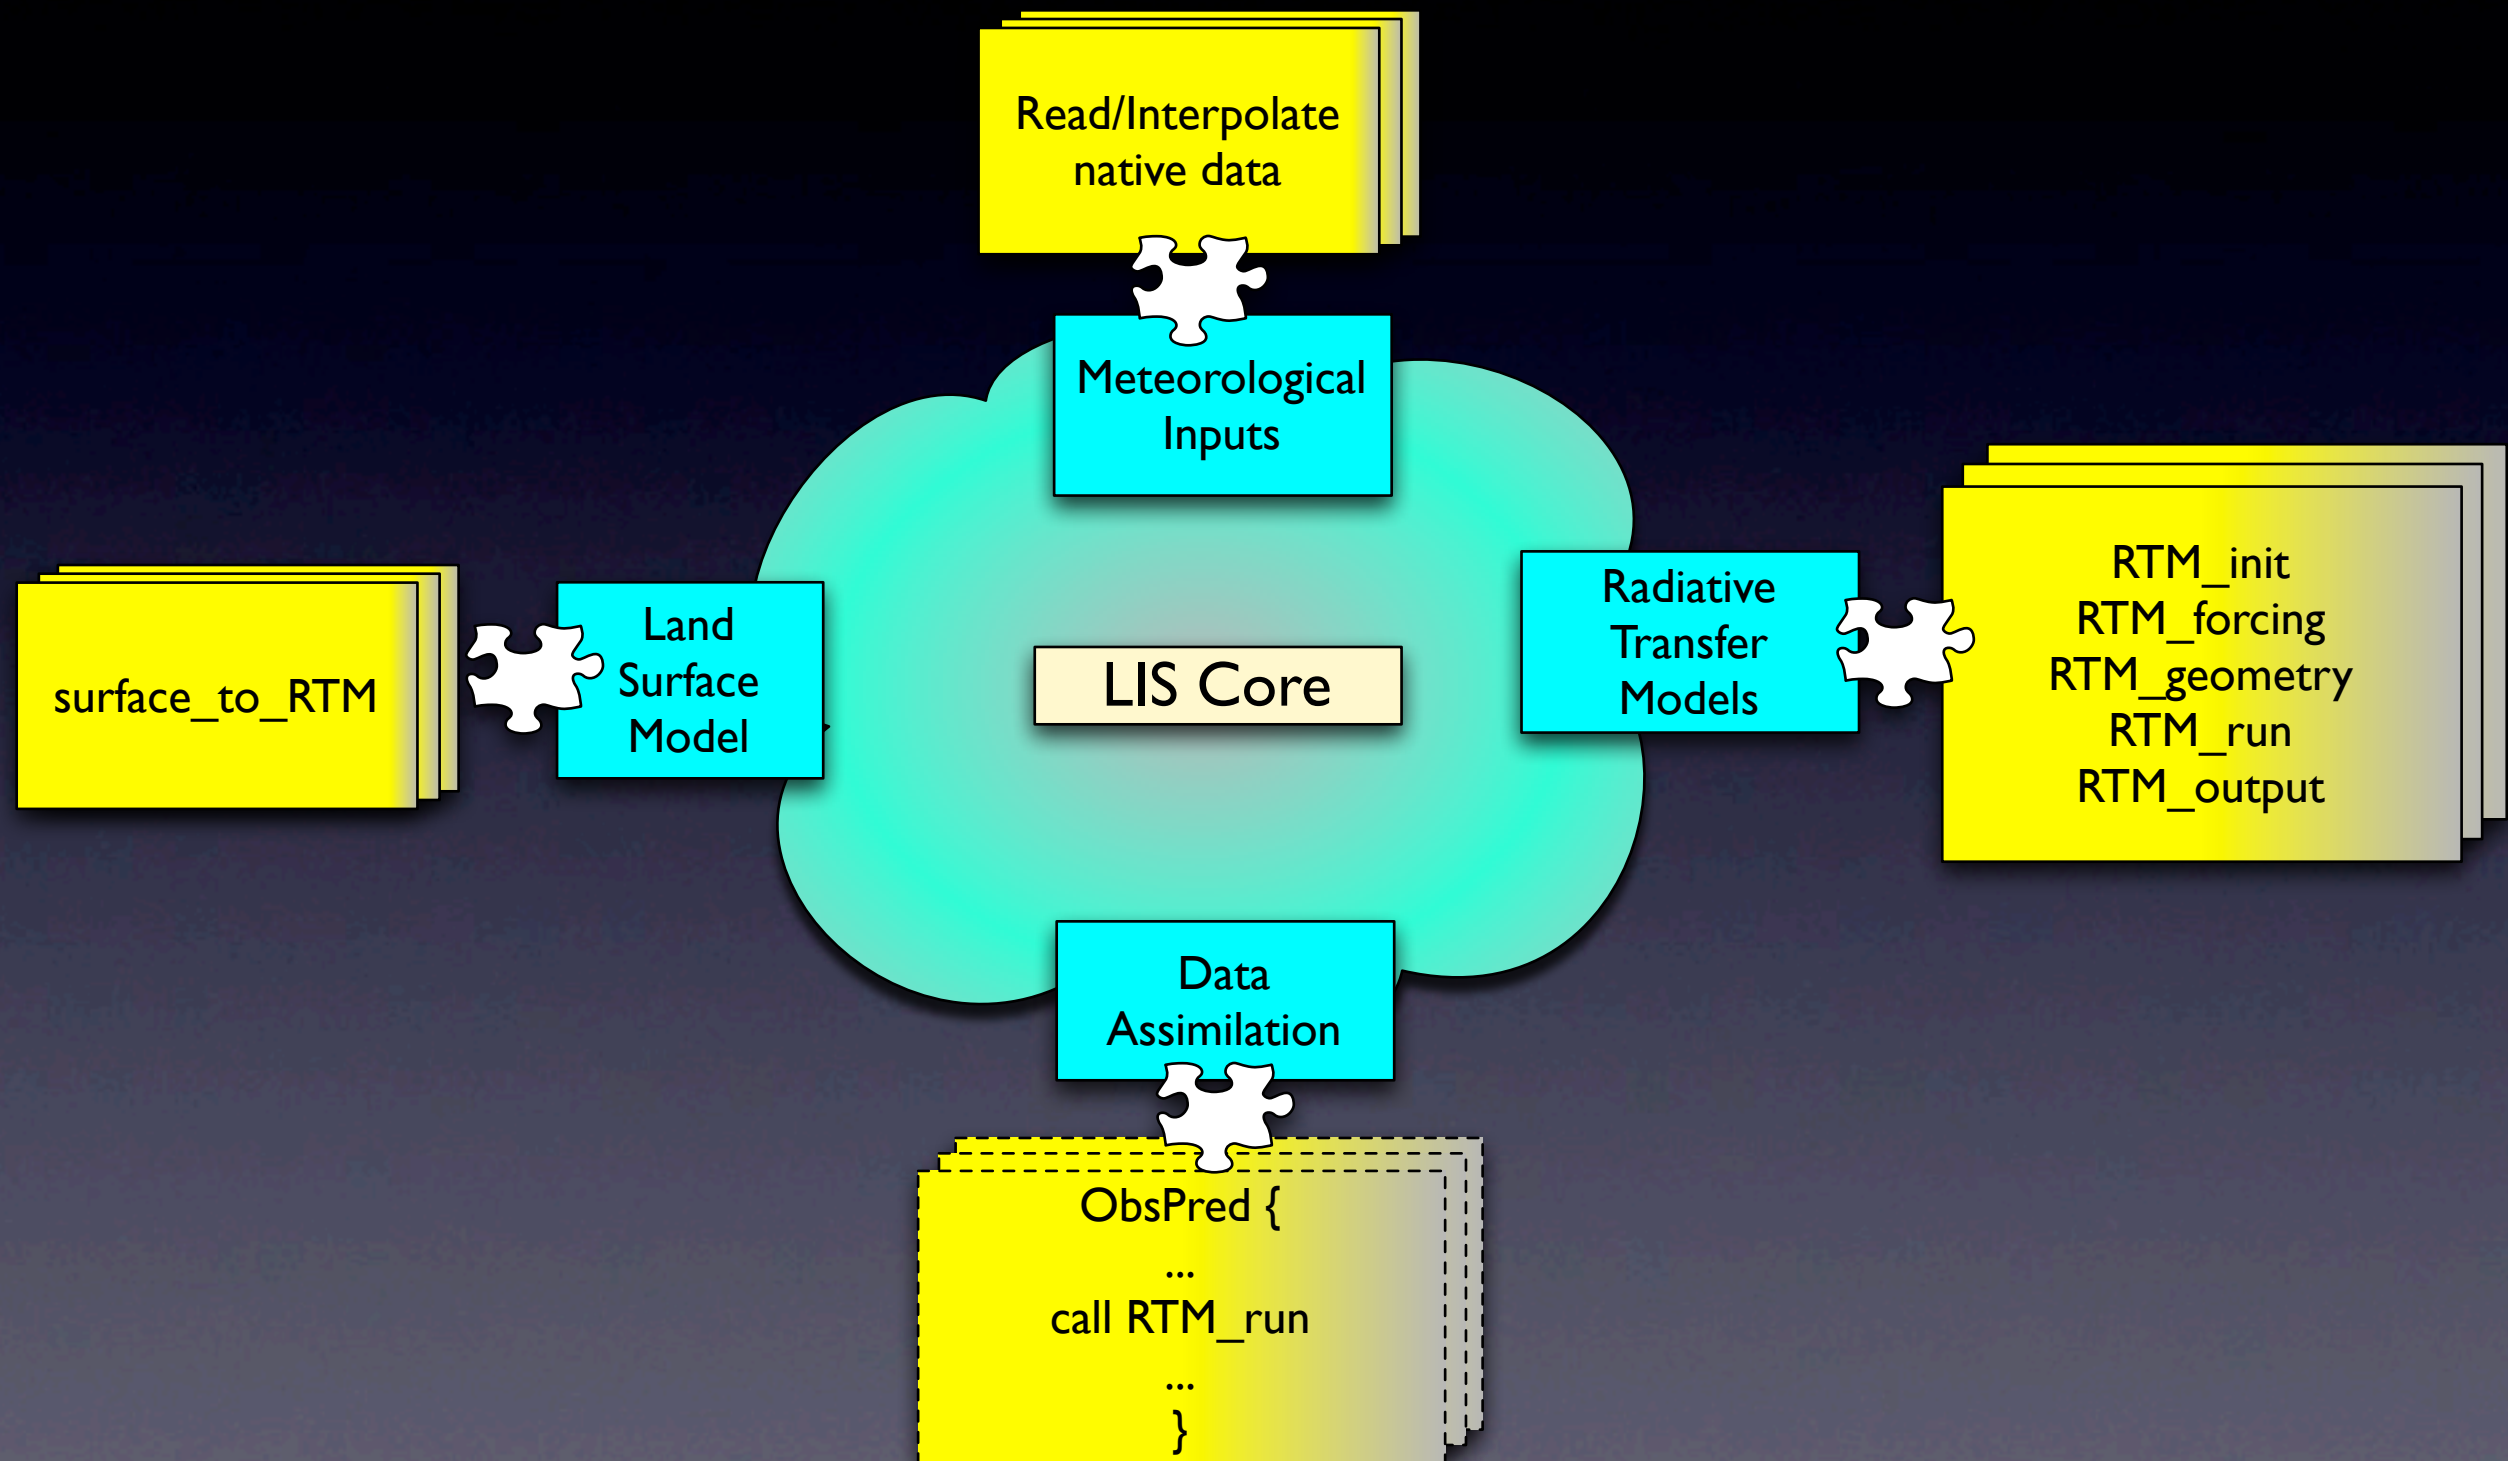 Read/Interpolate
native data
Meteorological
Inputs
surface_to_RTM
Land
Surface
Model
LIS Core
Radiative
Transfer
Models
RTM_init
RTM_forcing
RTM_geometry
RTM_run
RTM_output
Data
Assimilation
ObsPred {
...
call RTM_run
...
}